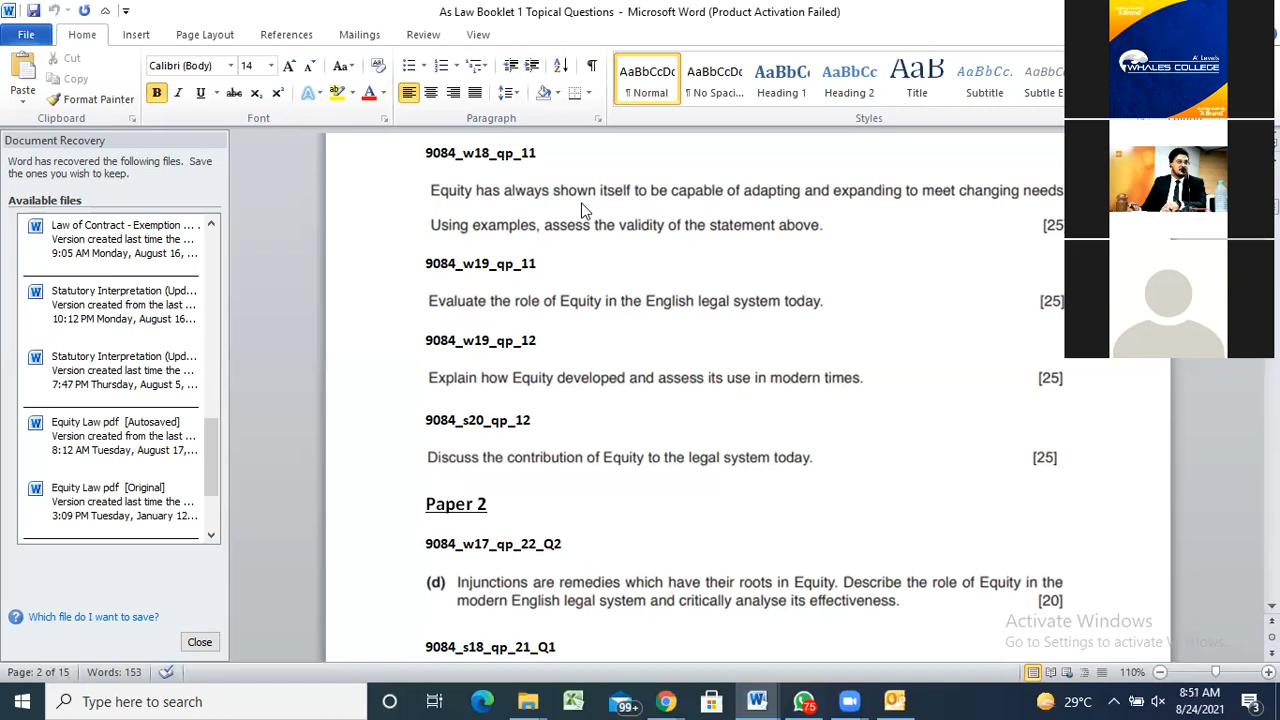 As Law Booklet 1 Topical Questions - Microsoft Word (Product Activation Failed)
File Home Insert Page Layout References Mailings Review View
Cut
Copy
Format Painter
Paste
Calibri (Body) 14
AaBbCcDc AaBbCcDc AaBbC( AaBbCc AaB AaBbCcD AaBbCcD
¶ Normal ¶ No Spaci... Heading 1 Heading 2 Title Subtitle Subtle E
Clipboard Font Paragraph Styles
A' Levels
WHALES COLLEGE
Document Recovery
Word has recovered the following files. Save
the ones you wish to keep.
Available files
Law of Contract - Exemption ...
Version created last time the ...
9:05 AM Monday, August 16, ...
Statutory Interpretation (Upd...
Version created from the last ...
10:12 PM Monday, August 16...
Statutory Interpretation (Upd...
Version created last time the ...
7:47 PM Thursday, August 5, ...
Equity Law pdf [Autosaved]
Version created from the last ...
8:12 AM Tuesday, August 17,...
Equity Law pdf [Original]
Version created last time the ...
3:09 PM Tuesday, January 12...
Which file do I want to save?
Close
9084_w18_qp_11
Equity has always shown itself to be capable of adapting and expanding to meet changing needs
Using examples, assess the validity of the statement above. [25
9084_w19_qp_11
Evaluate the role of Equity in the English legal system today. [25]
9084_w19_qp_12
Explain how Equity developed and assess its use in modern times. [25]
9084_s20_qp_12
Discuss the contribution of Equity to the legal system today. [25]
Paper 2
9084_w17_qp_22_Q2
(d) Injunctions are remedies which have their roots in Equity. Describe the role of Equity in the
modern English legal system and critically analyse its effectiveness. [20]
9084_s18_qp_21_Q1
Activate Windows
Go to Settings to activate Windows.
Page: 2 of 15 Words: 153 110%
Type here to search
99+
75
29°C
8:51 AM
8/24/2021
3